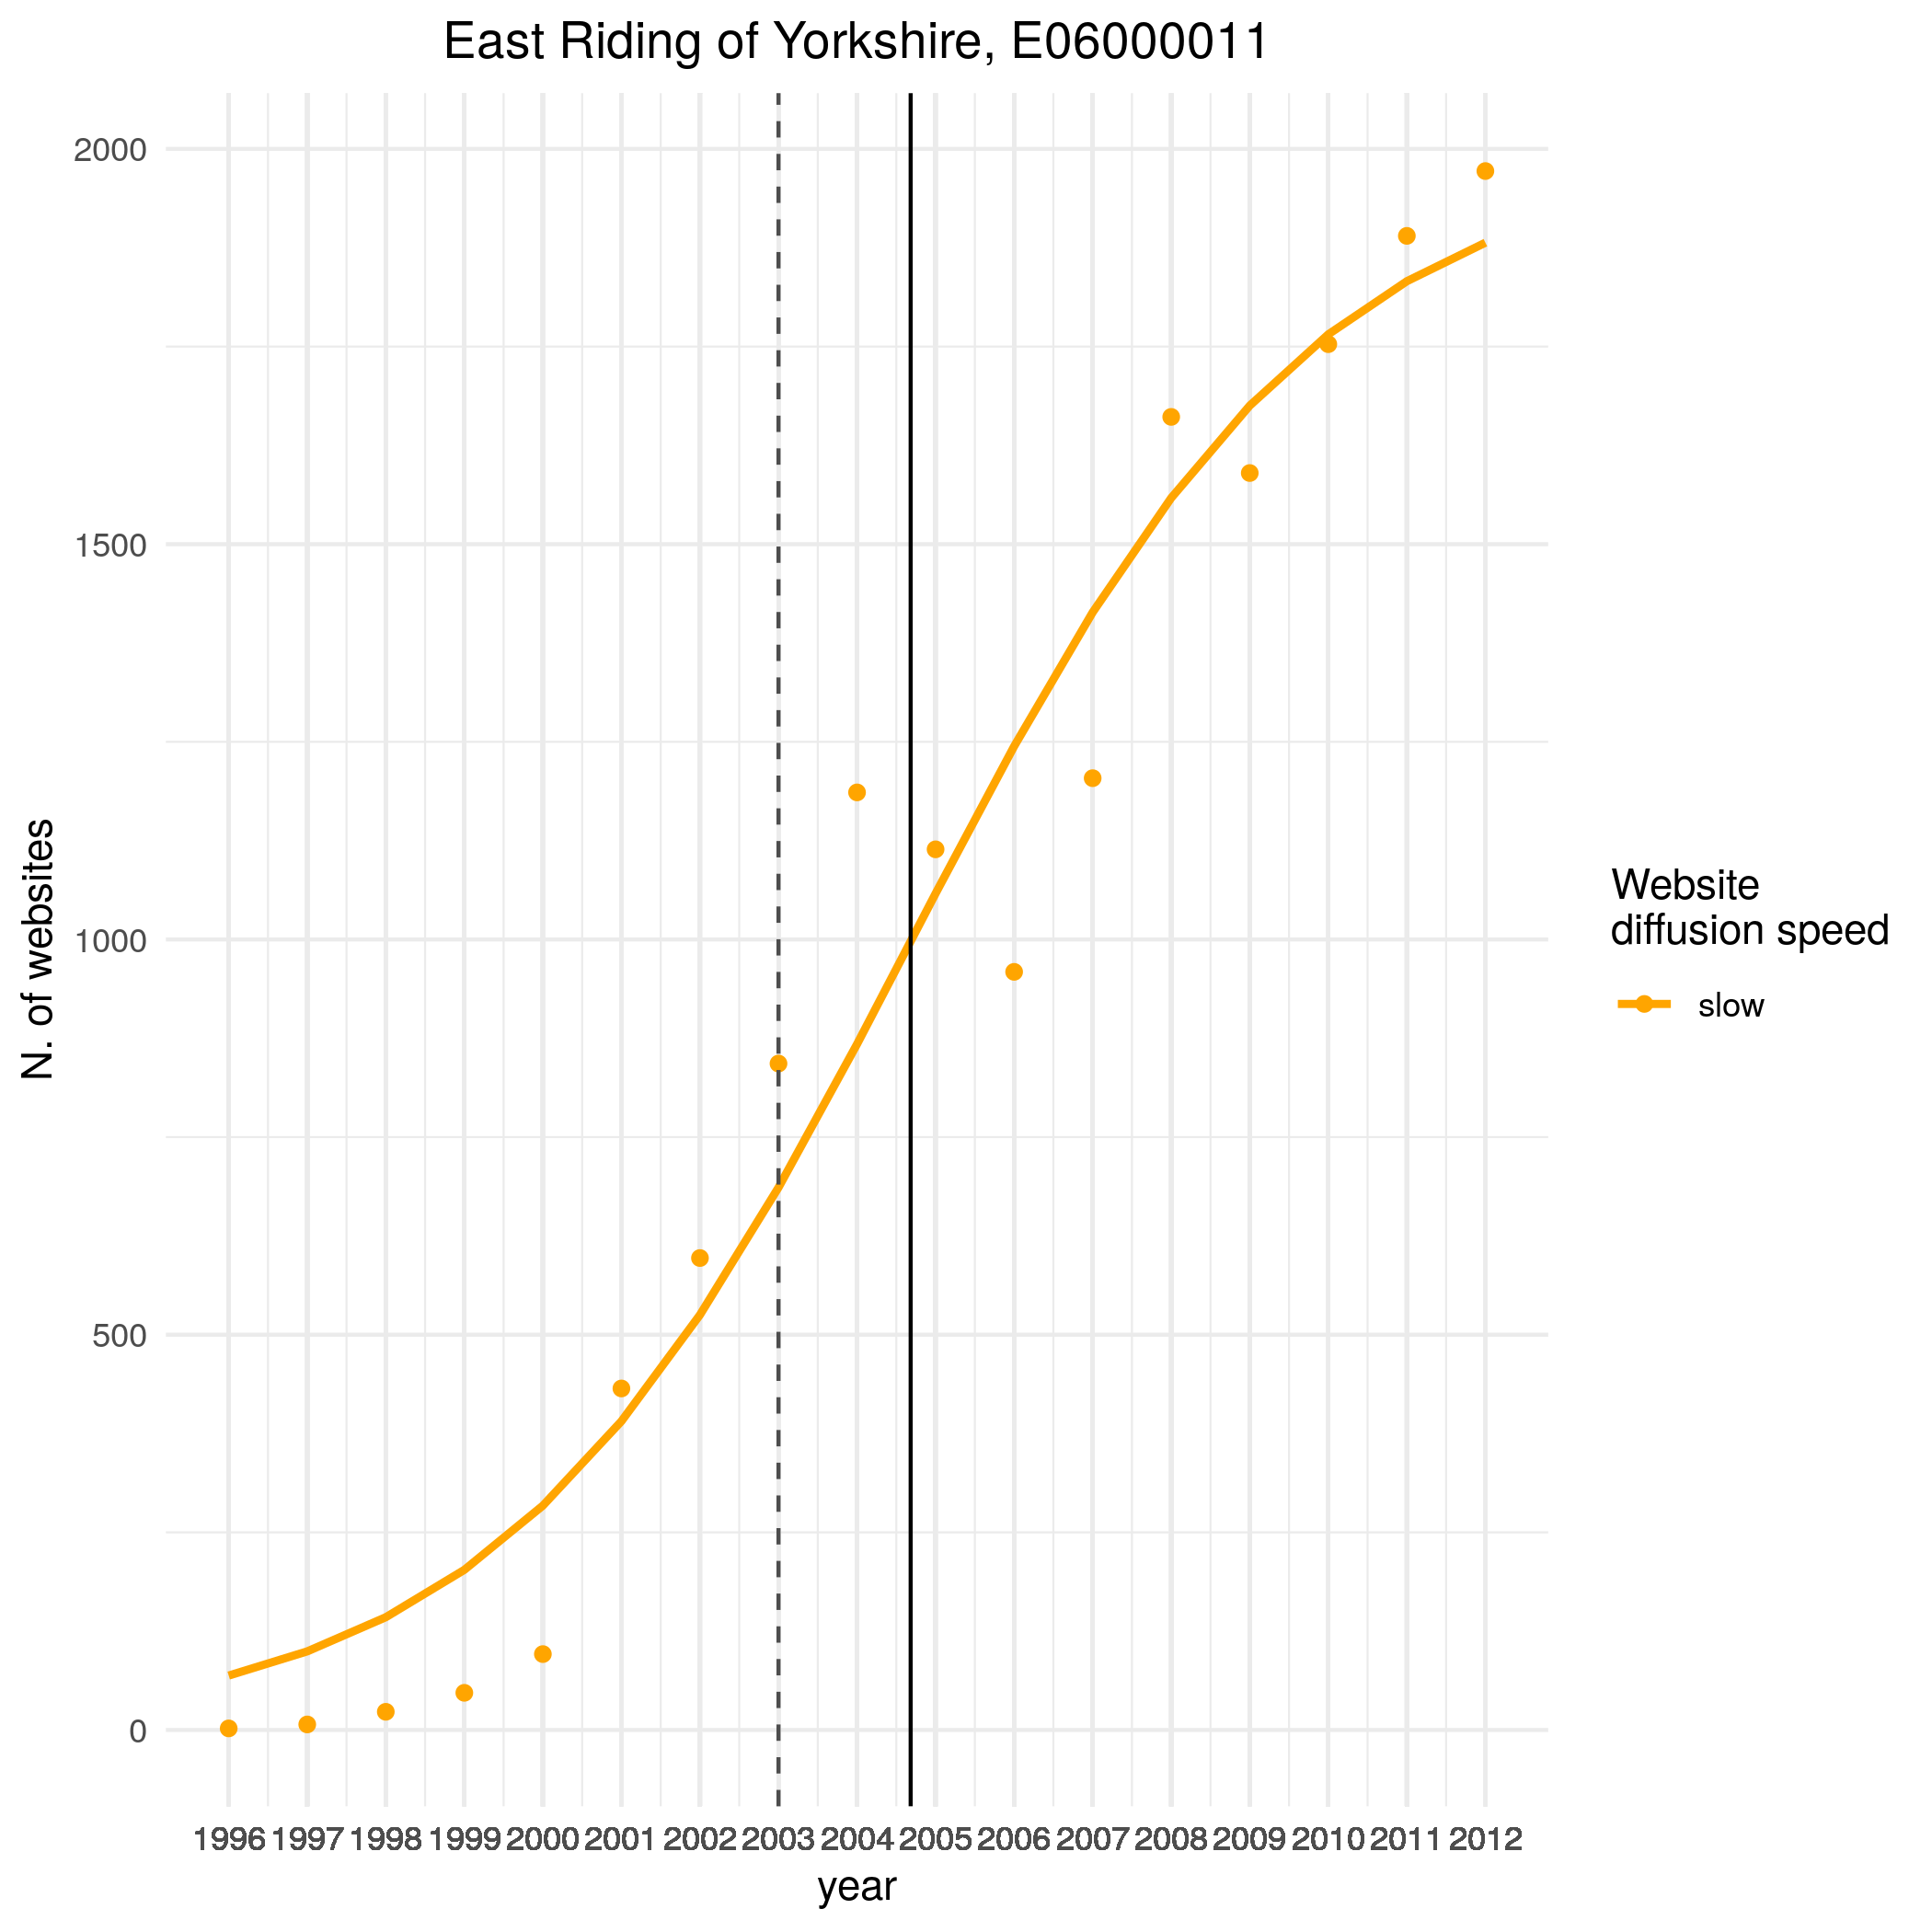 East Riding of Yorkshire, E06000011
2000
1500
1000
500
0
N. of websites
1996 1997 1998 1999 2000 2001 2002 2003 2004 2005 2006 2007 2008 2009 2010 2011 2012
year
Website
diffusion speed
slow